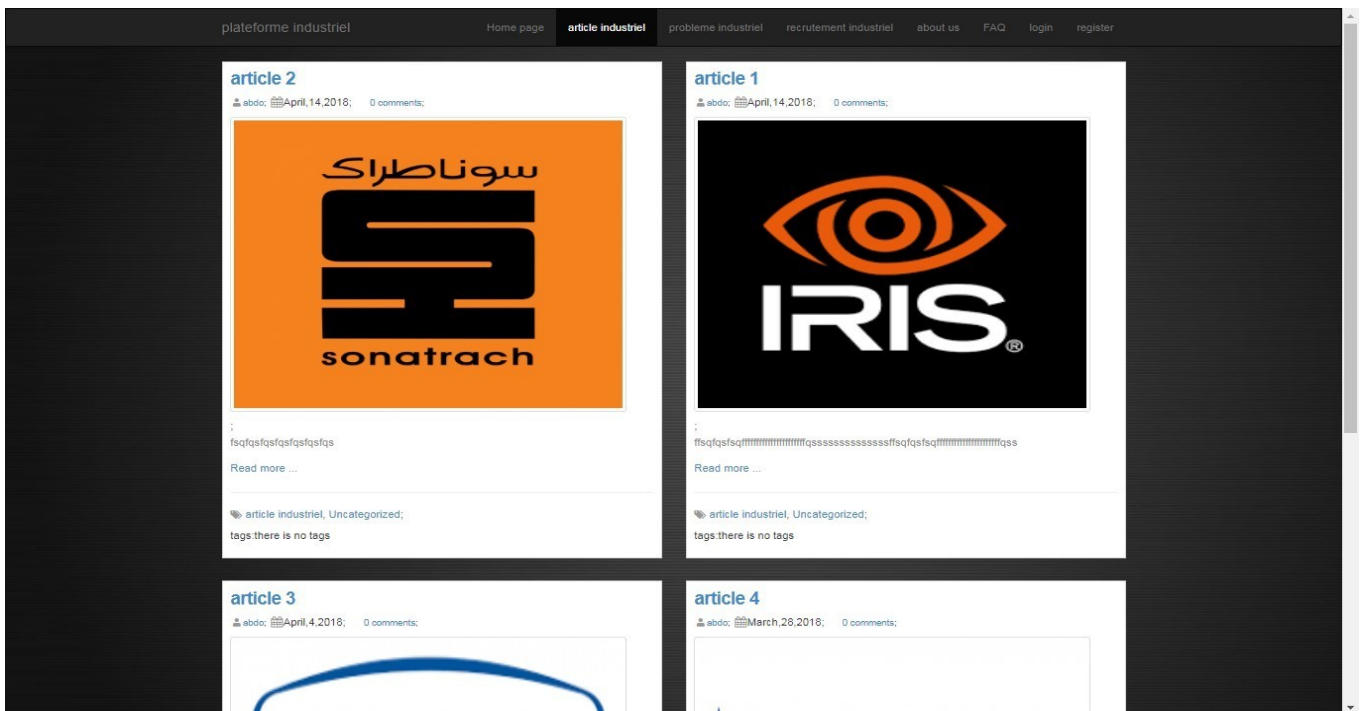 plateforme industriel
Home page article industriel probleme industriel recrutement industriel about us FAQ login register
article 2
abdo; April,14,2018; 0 comments;
سوناطراك
sonatrach
;
fsqfqsfqsfqsfqsfqsfqs
Read more ...
article industriel, Uncategorized;
tags:there is no tags
article 1
abdo; April,14,2018; 0 comments;
IRIS®
;
Read more ...
article industriel, Uncategorized;
tags:there is no tags
article 3
abdo; April,4,2018; 0 comments;
article 4
abdo; March,28,2018; 0 comments;